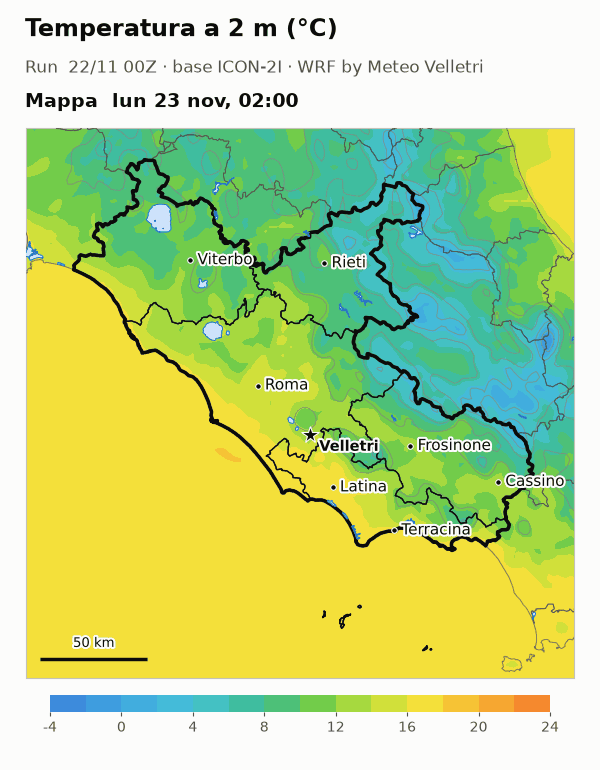 Temperatura a 2 m (°C)
Run  22/11 00Z · base ICON-2I · WRF by Meteo Velletri
Mappa  lun 23 nov, 02:00
Viterbo
Rieti
Roma
Velletri
Frosinone
Latina
Cassino
Terracina
50 km
-4 0 4 8 12 16 20 24